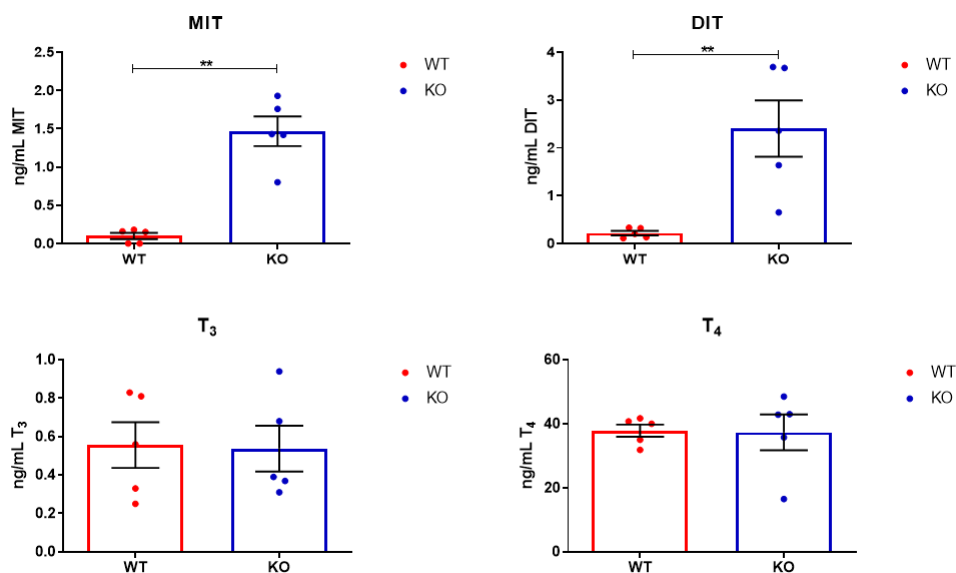 MIT
2.5
2.0
1.5
1.0
0.5
0.0
ng/mL MIT
**
WT
KO
WT
KO
DIT
4
3
2
1
0
ng/mL DIT
**
WT
KO
WT
KO
T₃
1.0
0.8
0.6
0.4
0.2
0.0
ng/mL T₃
WT
KO
WT
KO
T₄
60
40
20
0
ng/mL T₄
WT
KO
WT
KO